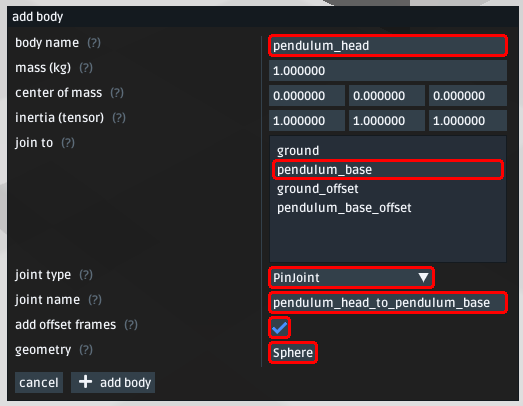 add body
body name (?) pendulum_head
mass (kg) (?) 1.000000
center of mass (?) 0.000000 0.000000 0.000000
inertia (tensor) (?) 1.000000 1.000000 1.000000
join to (?)
ground
pendulum_base
ground_offset
pendulum_base_offset
joint type (?) PinJoint
joint name (?) pendulum_head_to_pendulum_base
add offset frames (?)
geometry (?) Sphere
cancel + add body